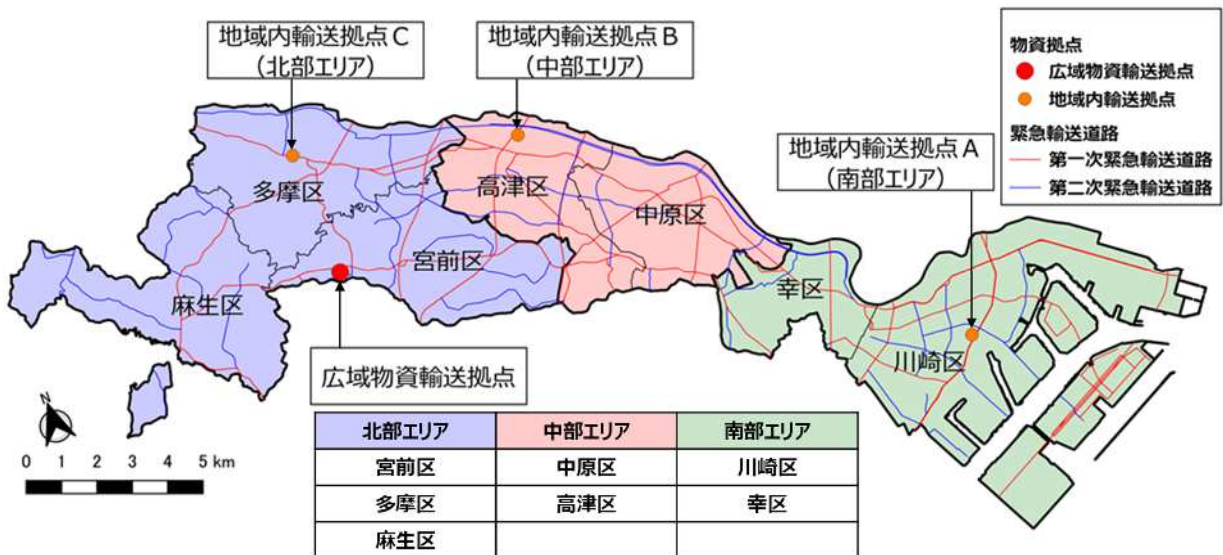 地域内輸送拠点C
（北部エリア）
地域内輸送拠点B
（中部エリア）
地域内輸送拠点A
（南部エリア）
物資拠点
広域物資輸送拠点
地域内輸送拠点
緊急輸送道路
第一次緊急輸送道路
第二次緊急輸送道路
多摩区
高津区
中原区
宮前区
麻生区
幸区
川崎区
広域物資輸送拠点
N
0 1 2 3 4 5 km
北部エリア 中部エリア 南部エリア
宮前区 中原区 川崎区
多摩区 高津区 幸区
麻生区